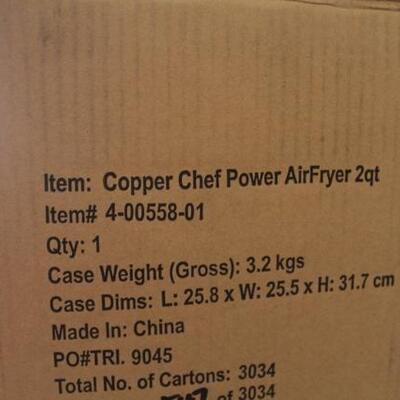 Item: Copper Chef Power AirFryer 2qt
Item# 4-00558-01
Qty: 1
Case Weight (Gross): 3.2 kgs
Case Dims: L: 25.8 x W: 25.5 x H: 31.7 cm
Made In: China
PO#TRI. 9045
Total No. of Cartons: 3034
of 3034